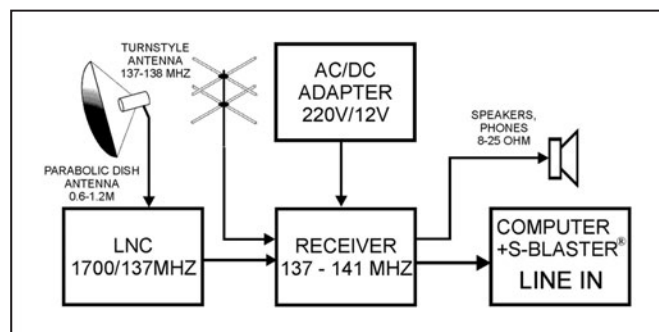 TURNSTYLE
ANTENNA
137-138 MHZ
PARABOLIC DISH
ANTENNA
0.6-1.2M
AC/DC
ADAPTER
220V/12V
SPEAKERS,
PHONES
8-25 OHM
LNC
1700/137MHZ
RECEIVER
137 - 141 MHZ
COMPUTER
+S-BLASTER®
LINE IN